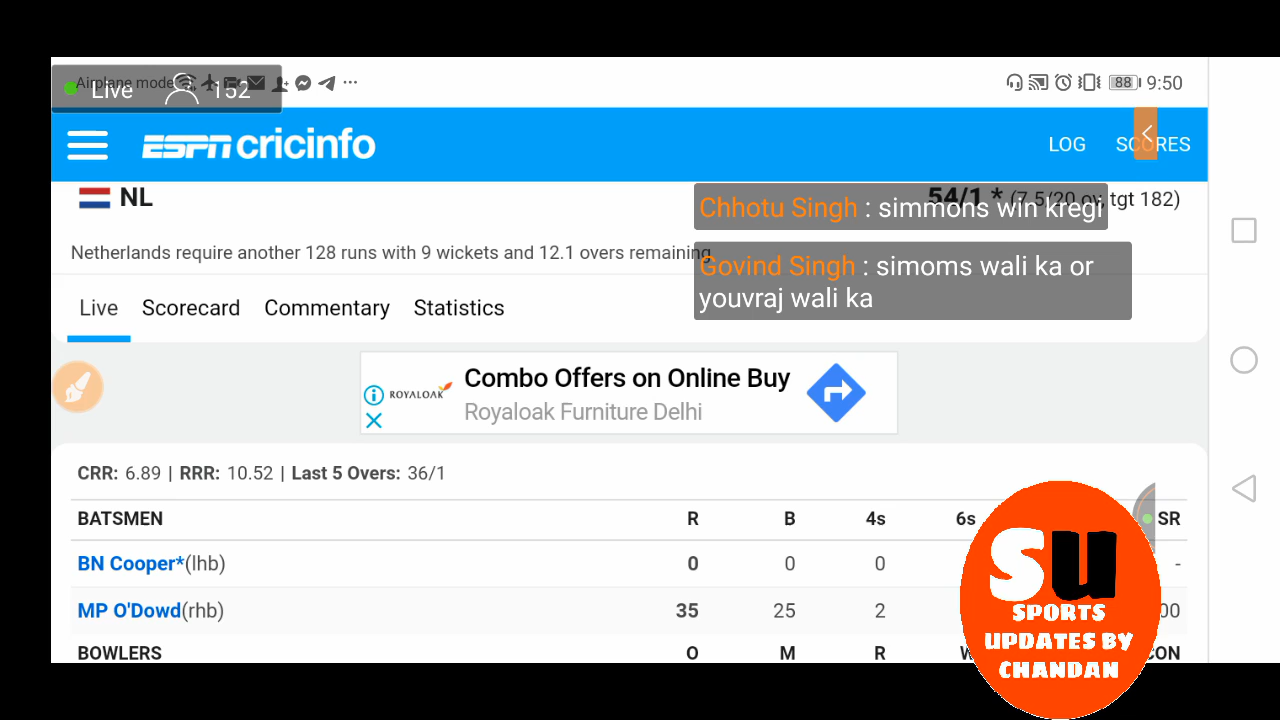 Airplane mode
Live 152
88 9:50
ESPN cricinfo
LOG SCORES
NL
54/1 * (7.5/20 ov, tgt 182)
Chhotu Singh : simmons win kregi
Netherlands require another 128 runs with 9 wickets and 12.1 overs remaining
Govind Singh : simoms wali ka or
youvraj wali ka
Live Scorecard Commentary Statistics
ROYALOAK
Combo Offers on Online Buy
Royaloak Furniture Delhi
CRR: 6.89 | RRR: 10.52 | Last 5 Overs: 36/1
BATSMEN R B 4s 6s SR
BN Cooper*(lhb) 0 0 0 -
MP O'Dowd(rhb) 35 25 2 00
BOWLERS O M R W CON
SU
SPORTS
UPDATES BY
CHANDAN